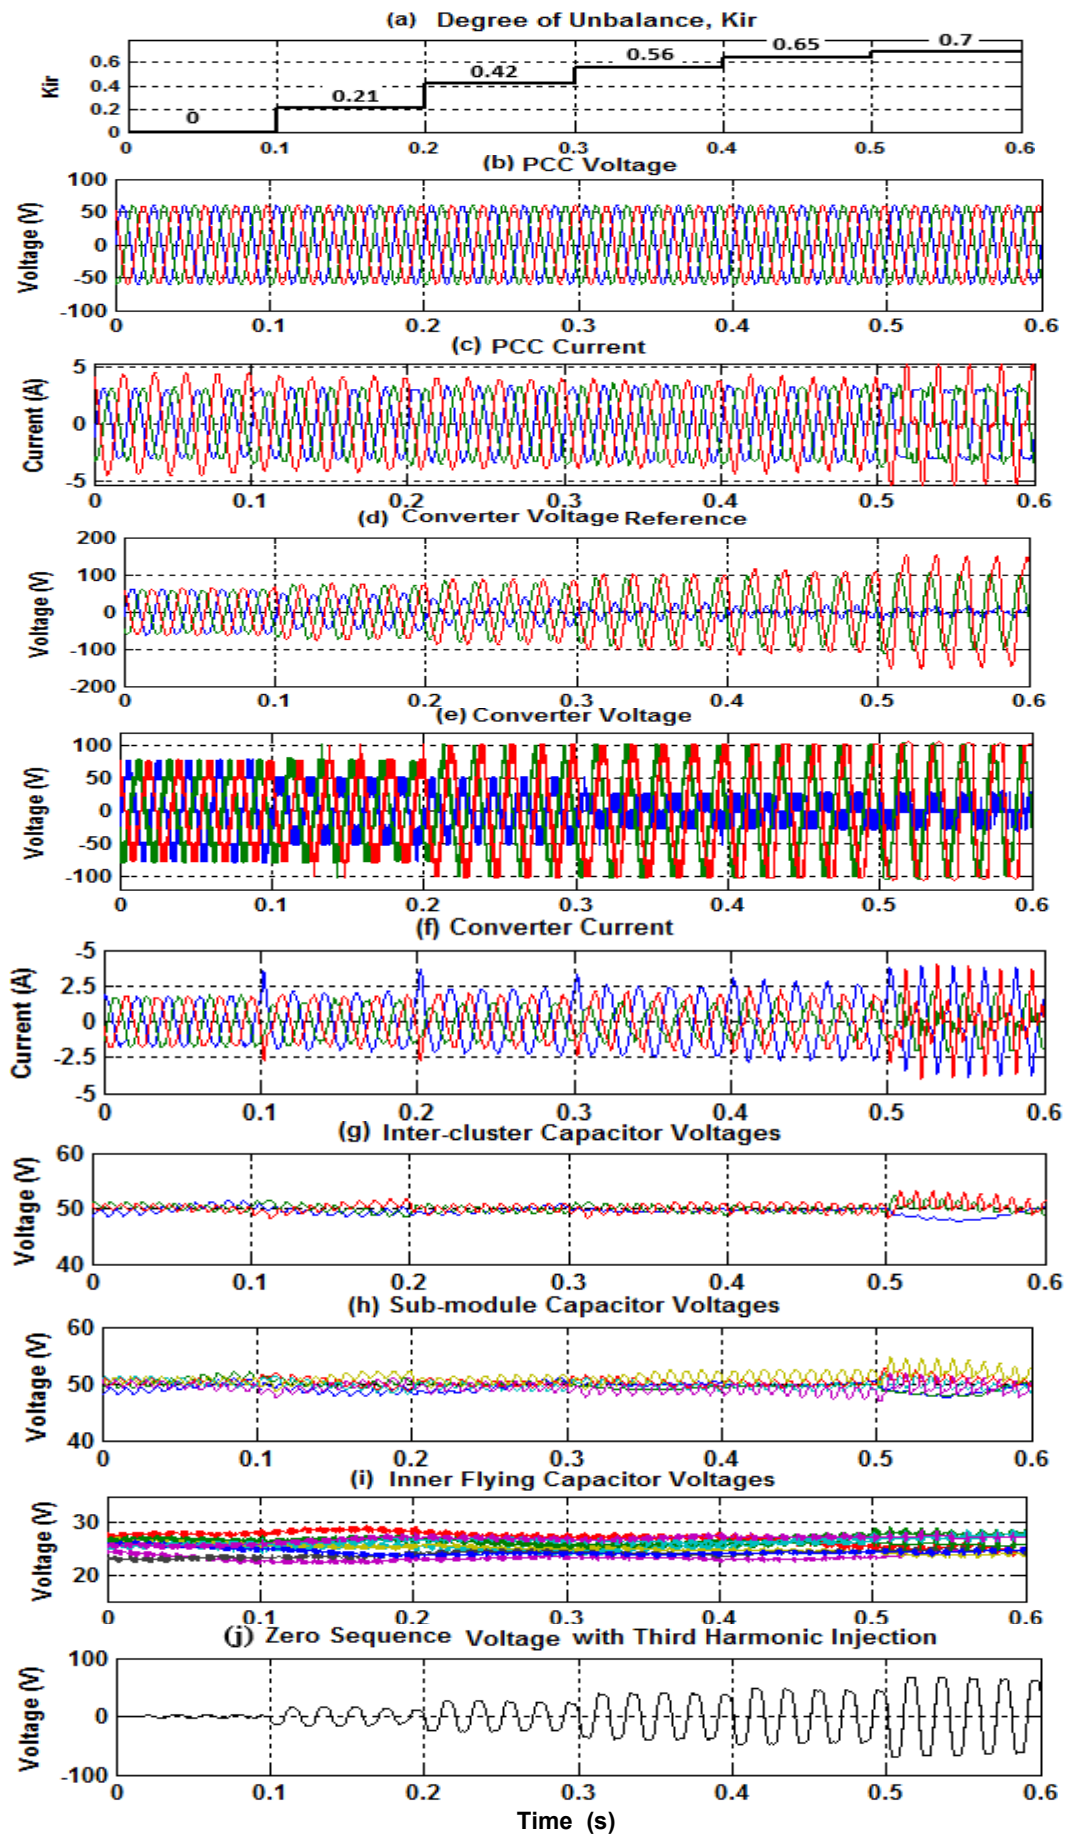 (a) Degree of Unbalance, Kir
Kir
0.6
0.4
0.2
0
0
0.21
0.42
0.56
0.65
0.7
0 0.1 0.2 0.3 0.4 0.5 0.6
(b) PCC Voltage
Voltage (V)
100
50
0
-50
-100
0 0.1 0.2 0.3 0.4 0.5 0.6
(c) PCC Current
Current (A)
5
0
-5
0 0.1 0.2 0.3 0.4 0.5 0.6
(d) Converter Voltage Reference
Voltage (V)
200
100
0
-100
-200
0 0.1 0.2 0.3 0.4 0.5 0.6
(e) Converter Voltage
Voltage (V)
100
50
0
-50
-100
0 0.1 0.2 0.3 0.4 0.5 0.6
(f) Converter Current
Current (A)
-5
2.5
0
-2.5
-5
0 0.1 0.2 0.3 0.4 0.5 0.6
(g) Inter-cluster Capacitor Voltages
Voltage (V)
60
50
40
0 0.1 0.2 0.3 0.4 0.5 0.6
(h) Sub-module Capacitor Voltages
Voltage (V)
60
50
40
0 0.1 0.2 0.3 0.4 0.5 0.6
(i) Inner Flying Capacitor Voltages
Voltage (V)
30
20
0 0.1 0.2 0.3 0.4 0.5 0.6
(j) Zero Sequence Voltage with Third Harmonic Injection
Voltage (V)
100
0
-100
0 0.1 0.2 0.3 0.4 0.5 0.6
Time (s)